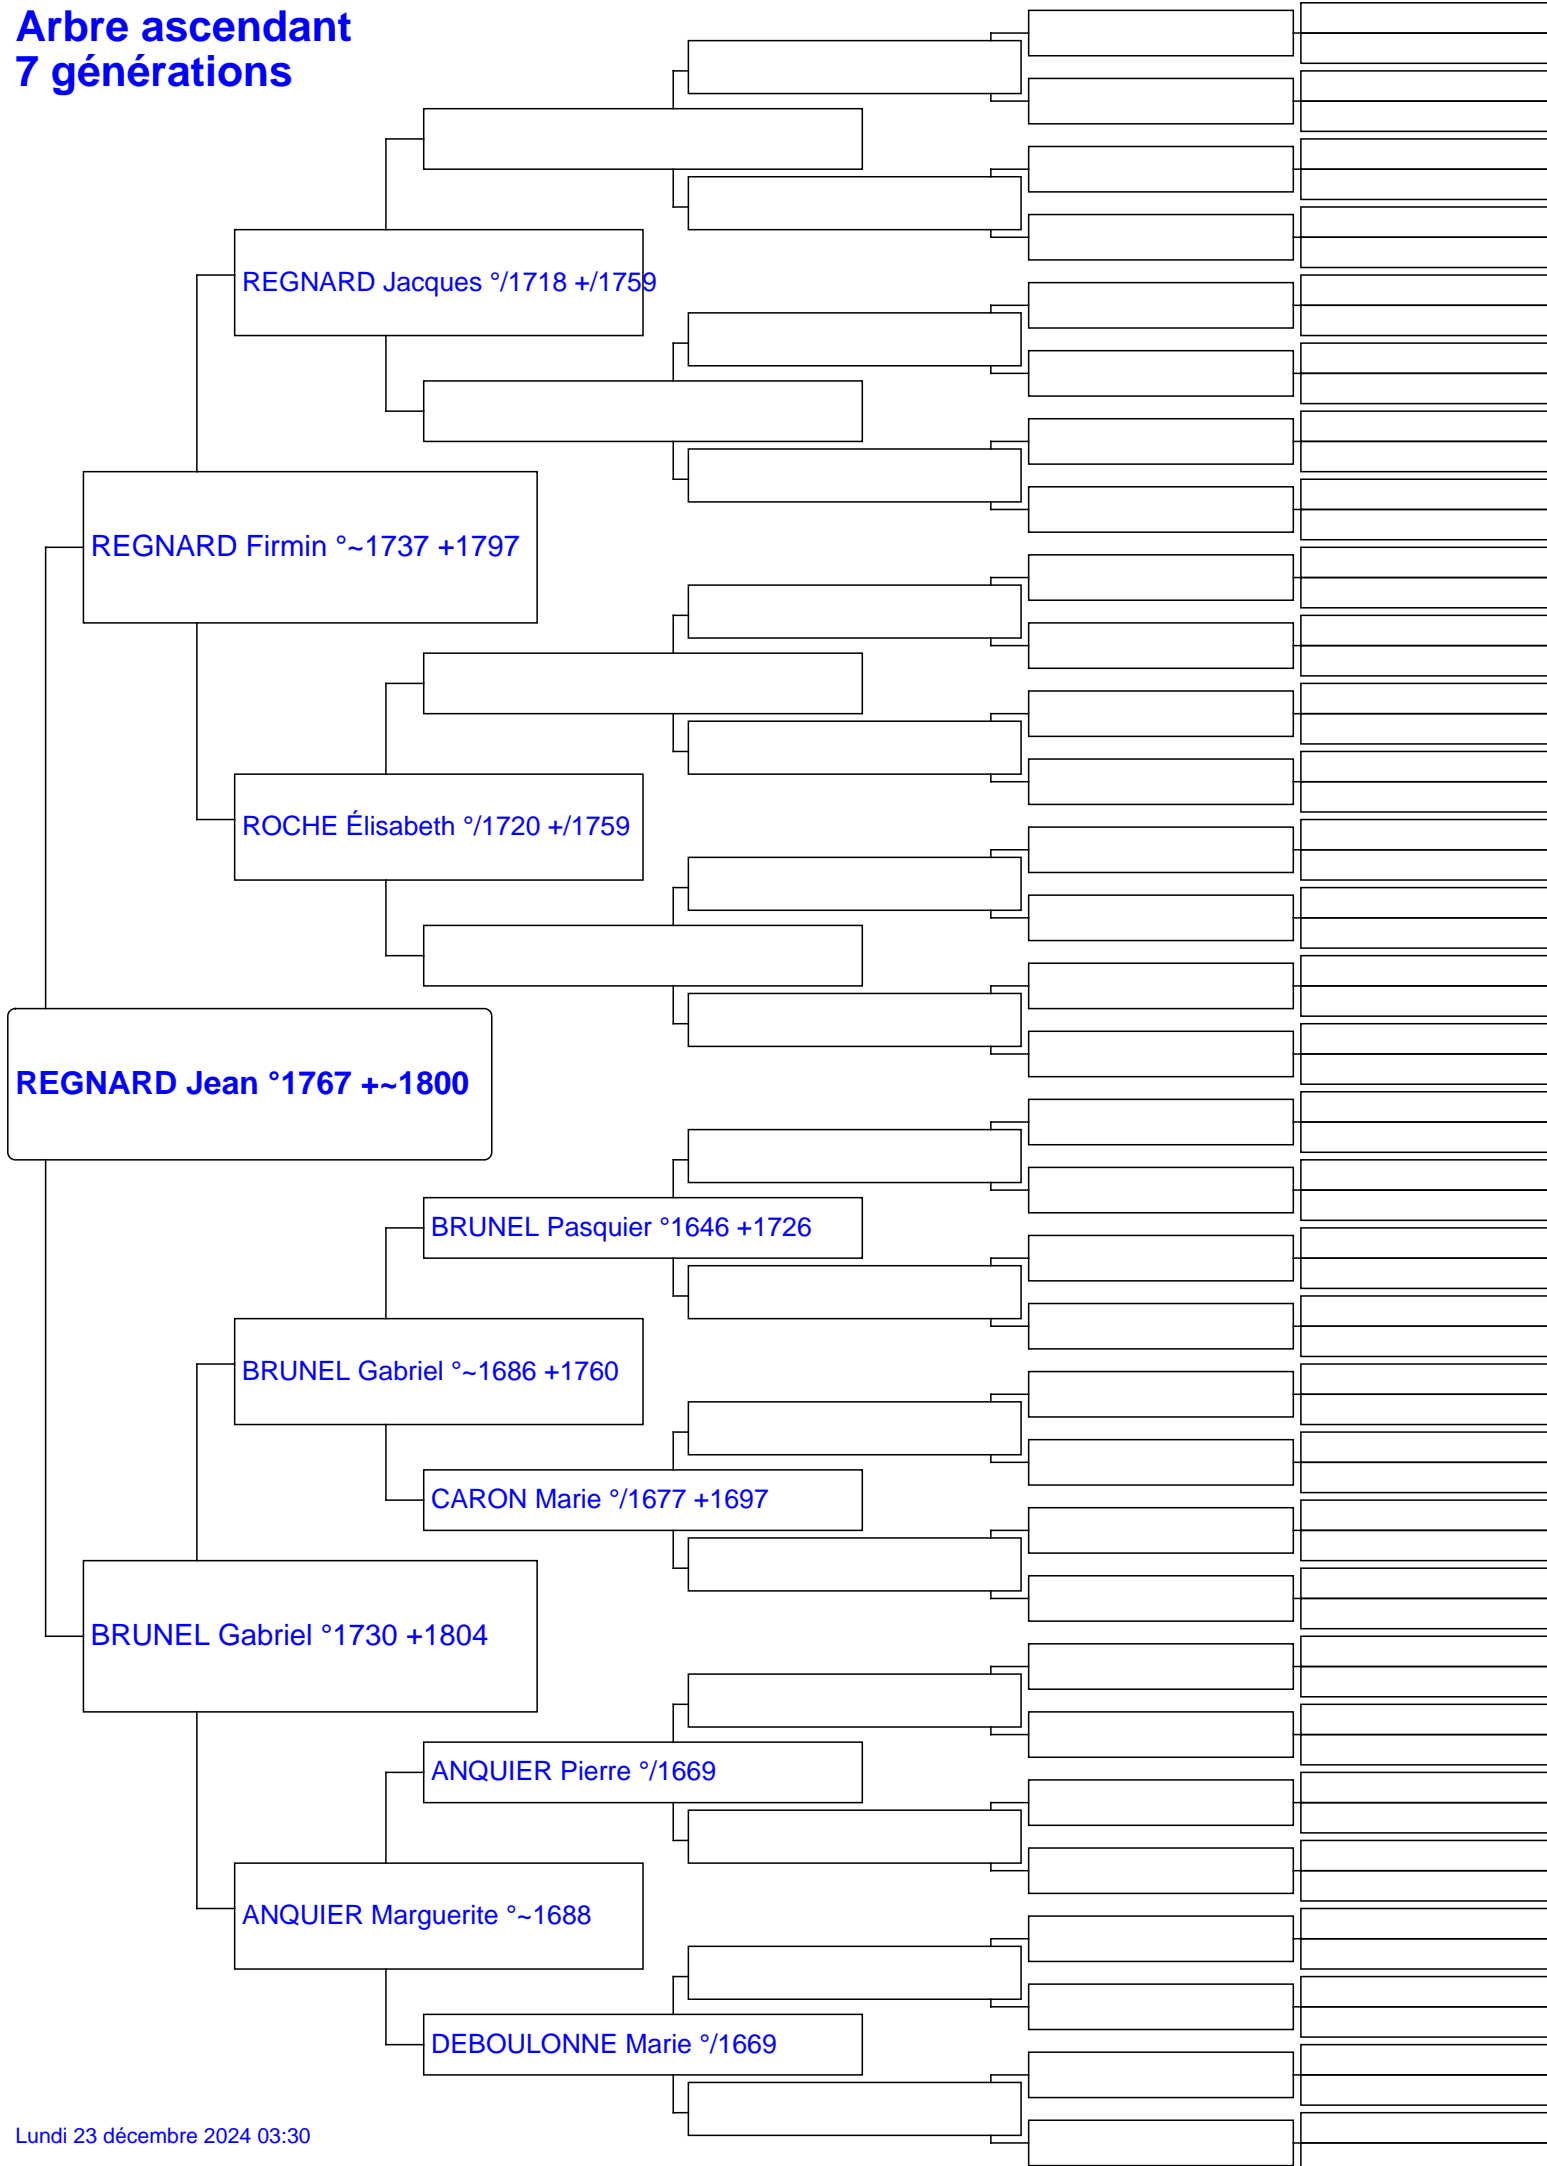 Arbre ascendant
7 générations
REGNARD Jacques °/1718 +/1759
REGNARD Firmin °~1737 +1797
ROCHE Élisabeth °/1720 +/1759
REGNARD Jean °1767 +~1800
BRUNEL Pasquier °1646 +1726
BRUNEL Gabriel °~1686 +1760
CARON Marie °/1677 +1697
BRUNEL Gabriel °1730 +1804
ANQUIER Pierre °/1669
ANQUIER Marguerite °~1688
DEBOULONNE Marie °/1669
Lundi 23 décembre 2024 03:30